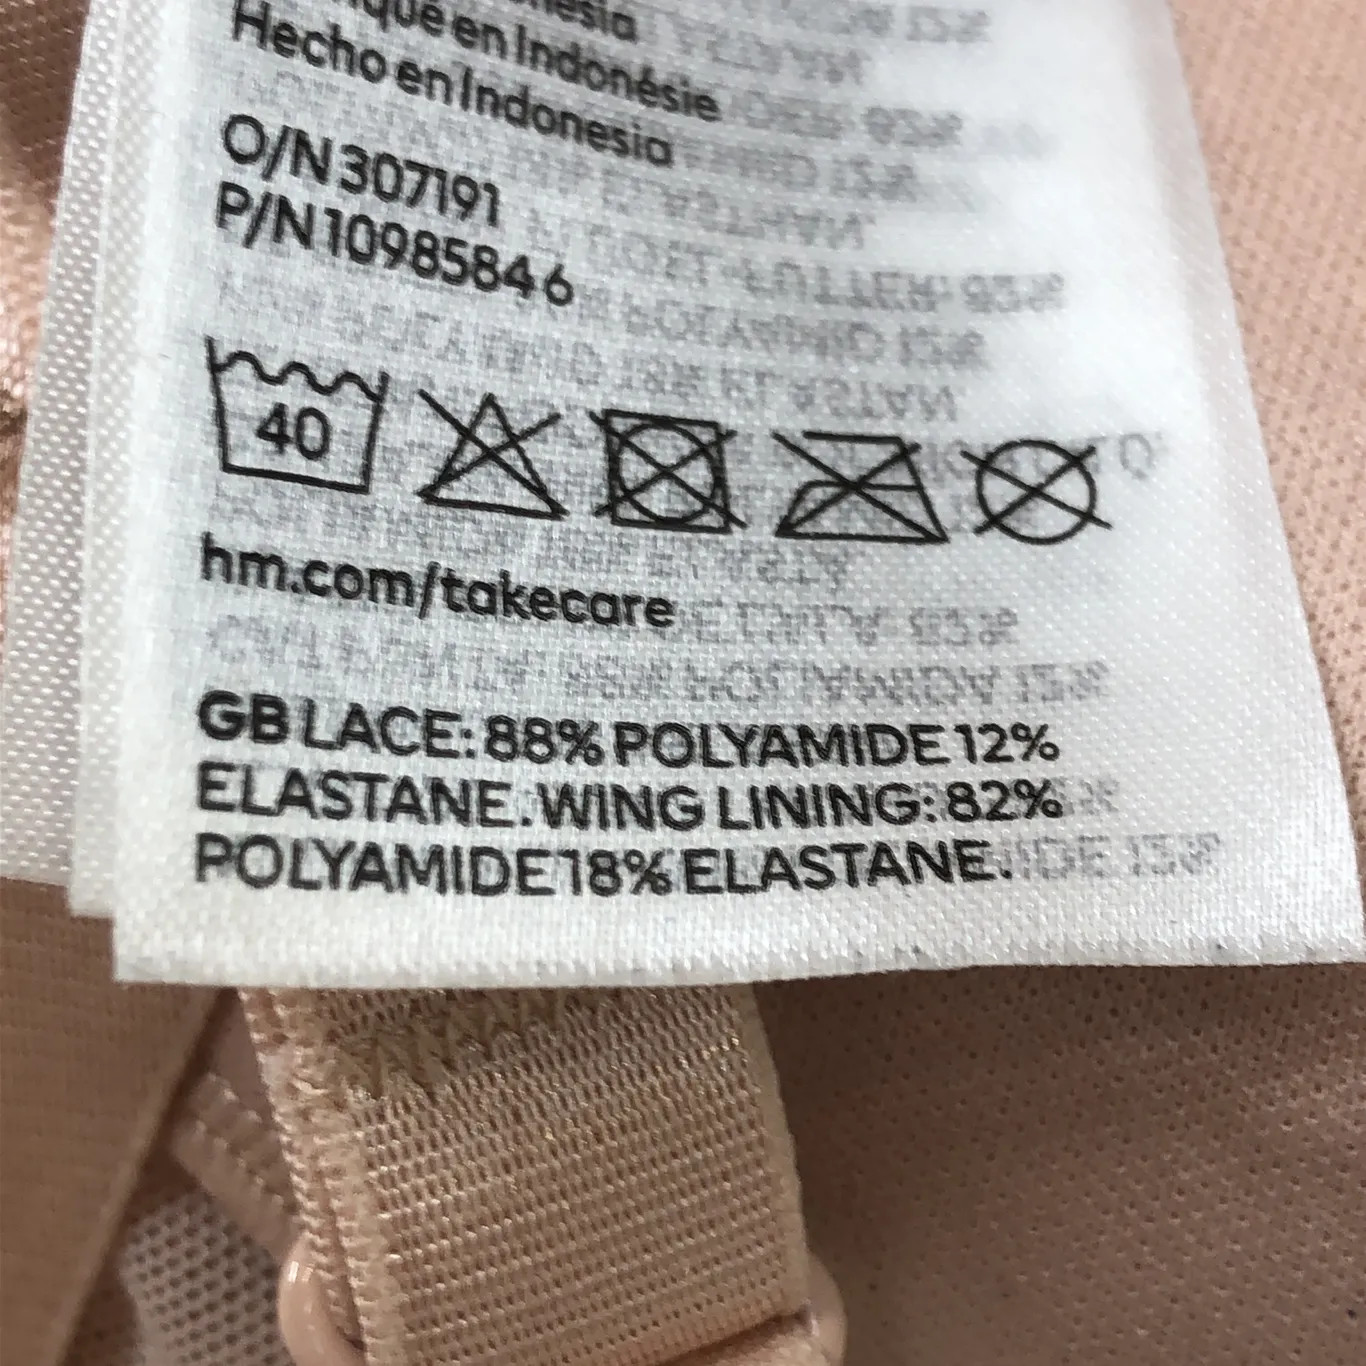 en Indonésie
Hecho en Indonesia
O/N 307191
P/N 10985846
40
hm.com/takecare
GB LACE: 88% POLYAMIDE 12%
ELASTANE. WING LINING: 82%
POLYAMIDE 18% ELASTANE.